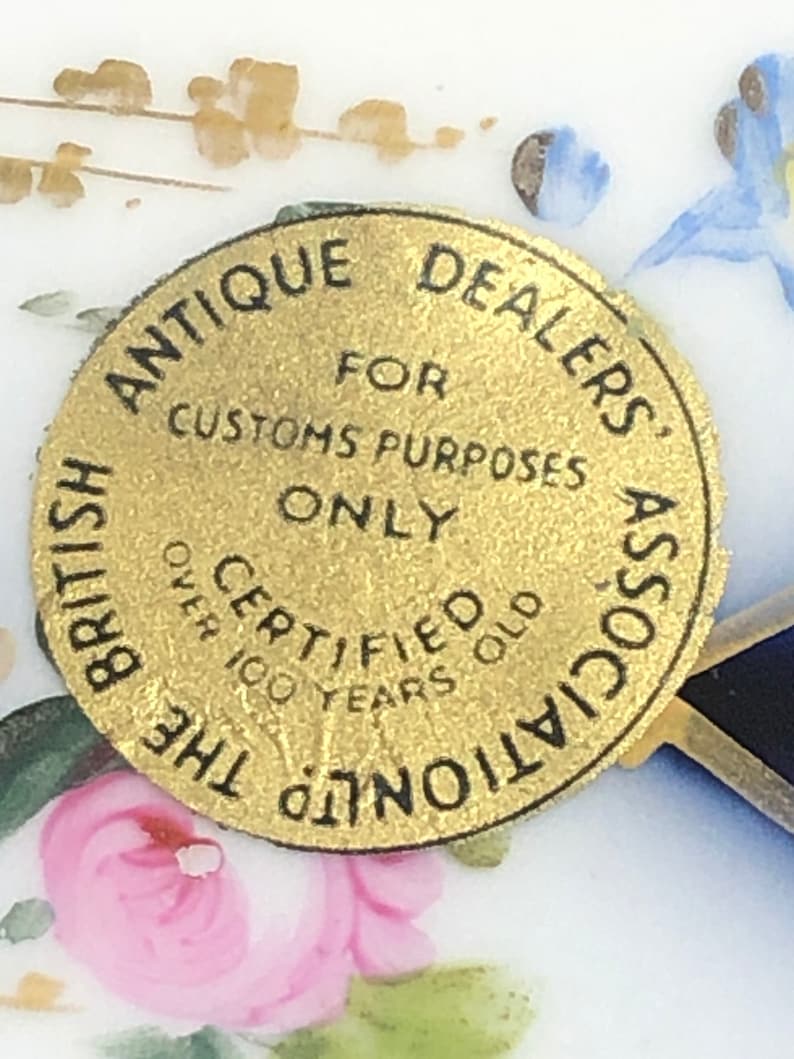 THE BRITISH ANTIQUE DEALERS' ASSOCIATION LTD
FOR
CUSTOMS PURPOSES
ONLY
CERTIFIED
OVER 100 YEARS OLD